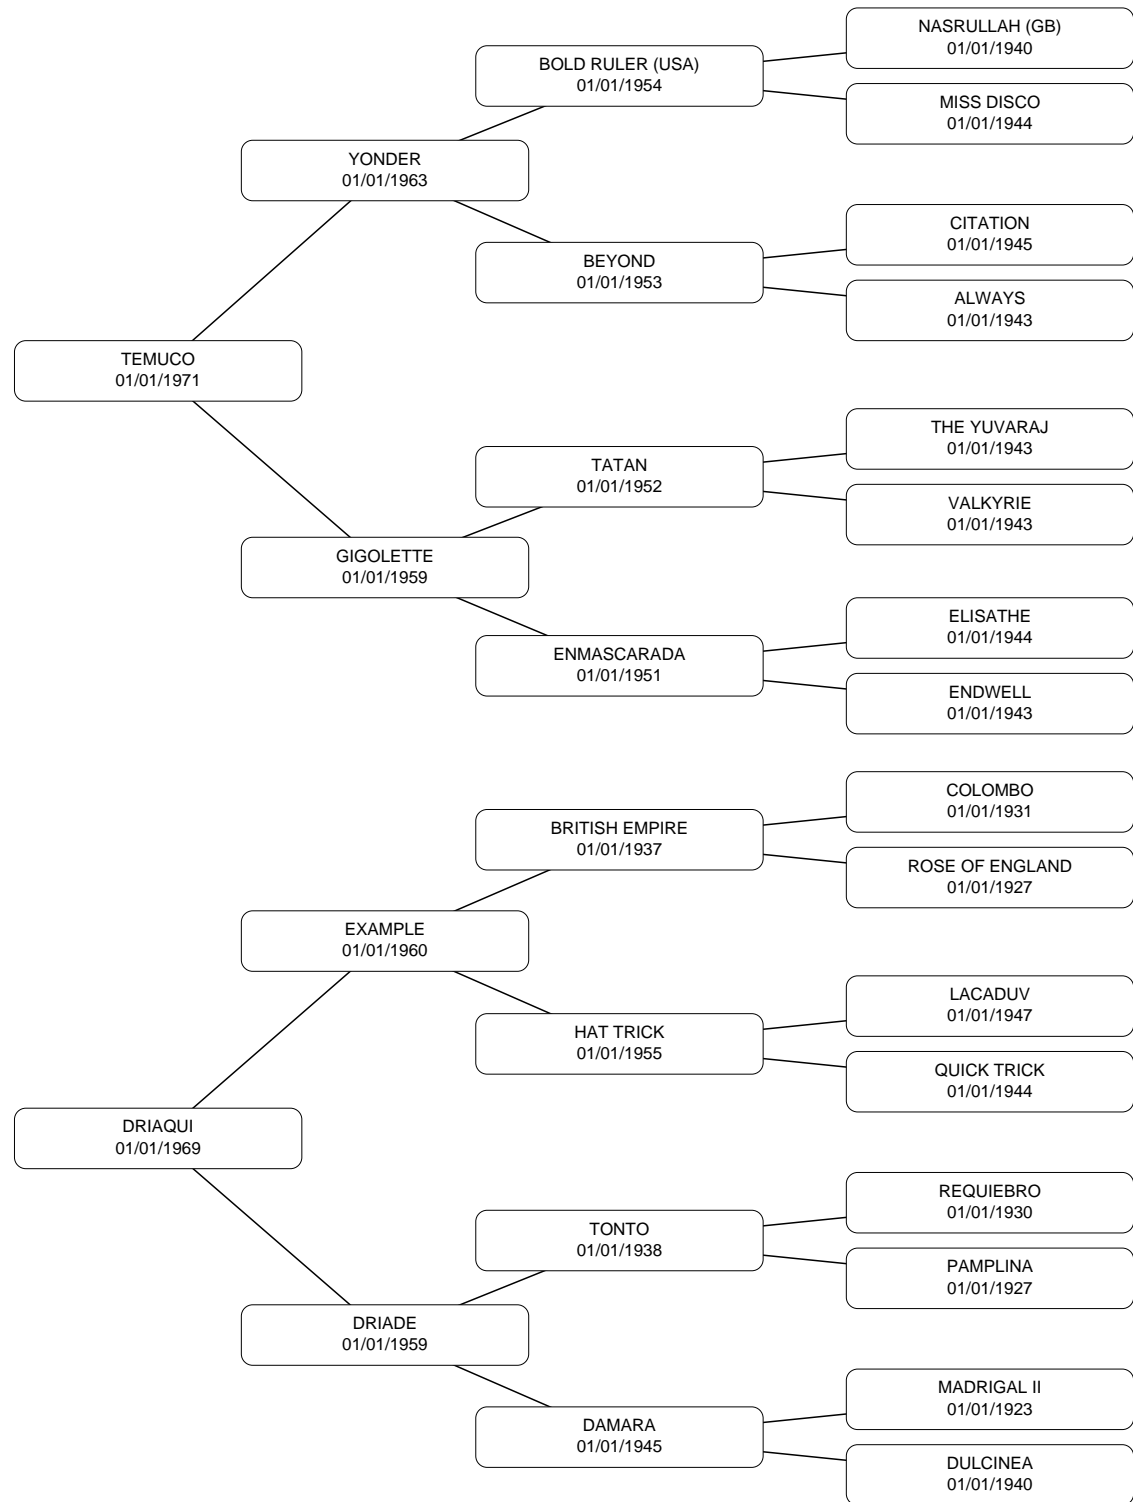 NASRULLAH (GB)
01/01/1940
BOLD RULER (USA)
01/01/1954
MISS DISCO
01/01/1944
YONDER
01/01/1963
CITATION
01/01/1945
BEYOND
01/01/1953
ALWAYS
01/01/1943
TEMUCO
01/01/1971
THE YUVARAJ
01/01/1943
TATAN
01/01/1952
VALKYRIE
01/01/1943
GIGOLETTE
01/01/1959
ELISATHE
01/01/1944
ENMASCARADA
01/01/1951
ENDWELL
01/01/1943
COLOMBO
01/01/1931
BRITISH EMPIRE
01/01/1937
ROSE OF ENGLAND
01/01/1927
EXAMPLE
01/01/1960
LACADUV
01/01/1947
HAT TRICK
01/01/1955
QUICK TRICK
01/01/1944
DRIAQUI
01/01/1969
REQUIEBRO
01/01/1930
TONTO
01/01/1938
PAMPLINA
01/01/1927
DRIADE
01/01/1959
MADRIGAL II
01/01/1923
DAMARA
01/01/1945
DULCINEA
01/01/1940